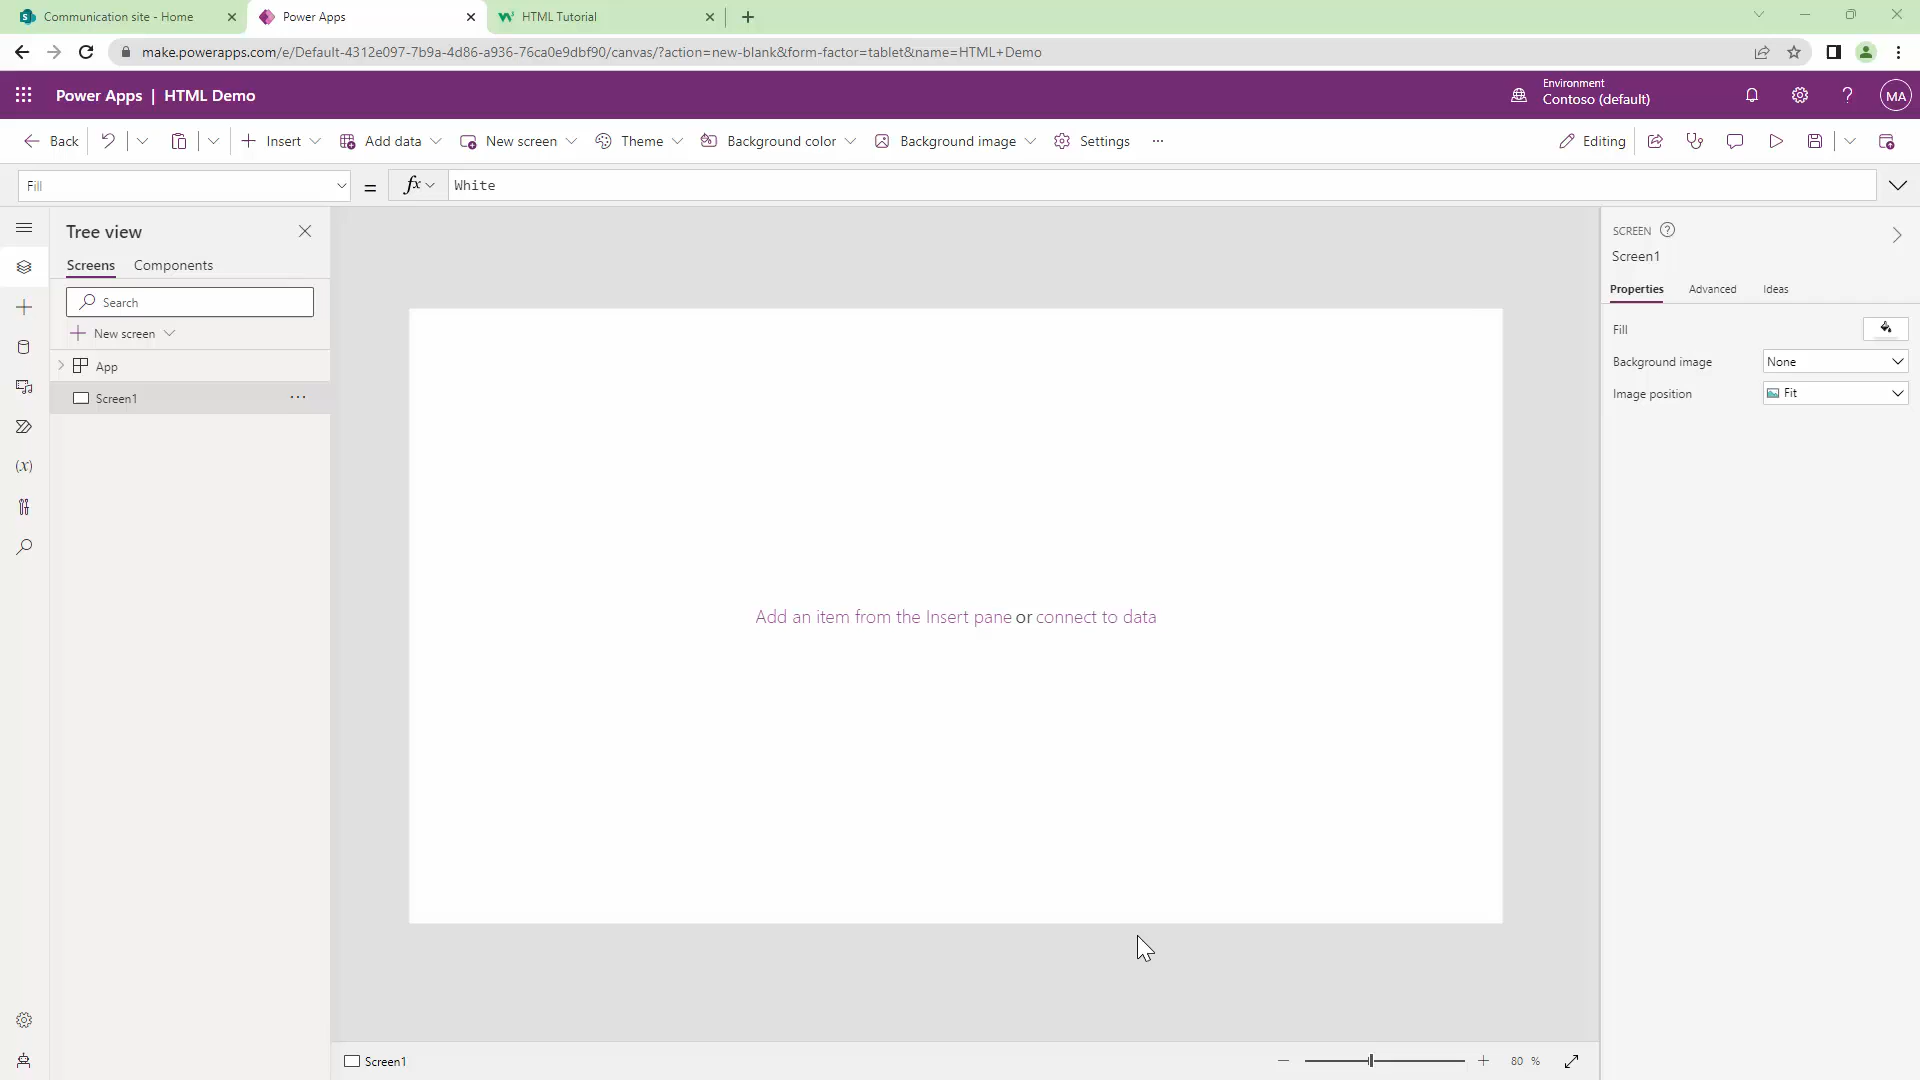 Communication site - Home
Power Apps
HTML Tutorial
make.powerapps.com/e/Default-4312e097-7b9a-4d86-a936-76ca0e9dbf90/canvas/?action=new-blank&form-factor=tablet&name=HTML+Demo
Power Apps | HTML Demo
Environment
Contoso (default)
MA
Back
Insert
Add data
New screen
Theme
Background color
Background image
Settings
Editing
Fill
= fx
White
Tree view
Screens
Components
Search
New screen
App
Screen1
(x)
Add an item from the Insert pane or connect to data
SCREEN
Screen1
Properties
Advanced
Ideas
Fill
Background image
None
Image position
Fit
Screen1
80 %